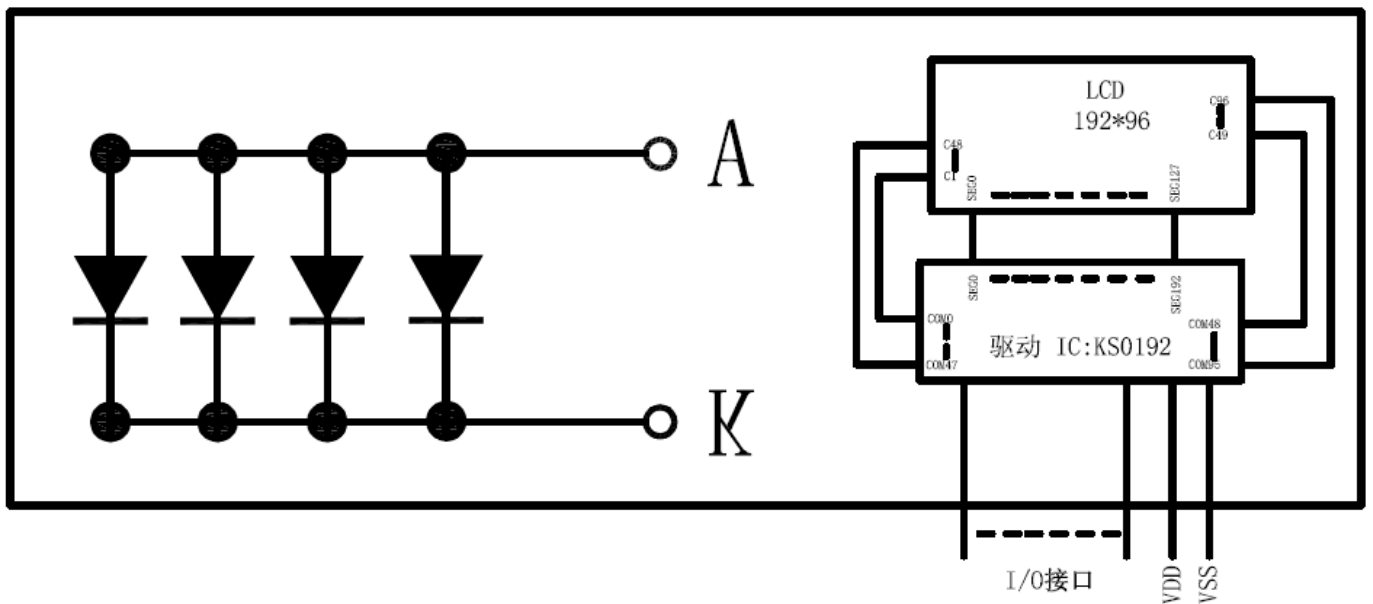 A
K
LCD
192*96
C96
C49
C48
C1
SEG0
SEG127
SEG0
SEG192
COM0
COM47
驱动 IC:KS0192
COM48
COM95
I/O接口
VDD
VSS